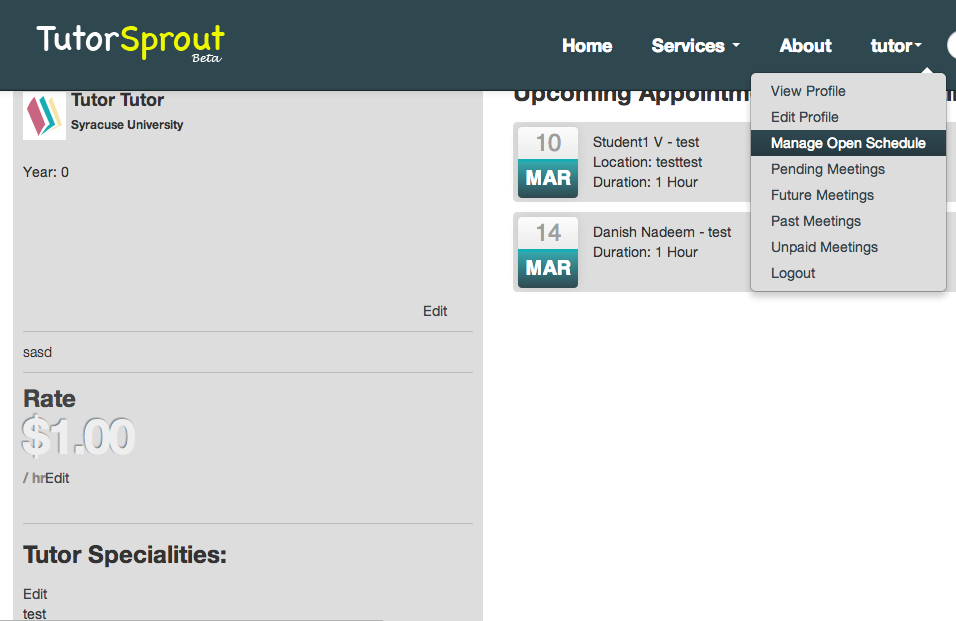 TutorSprout
Beta
Home
Services
About
tutor
Tutor Tutor
Syracuse University
Year: 0
Edit
sasd
Rate
$1.00
/ hrEdit
Tutor Specialities:
Edit
test
Upcoming
10
MAR
Student1 V - test
Location: testtest
Duration: 1 Hour
14
MAR
Danish Nadeem - test
Duration: 1 Hour
View Profile
Edit Profile
Manage Open Schedule
Pending Meetings
Future Meetings
Past Meetings
Unpaid Meetings
Logout